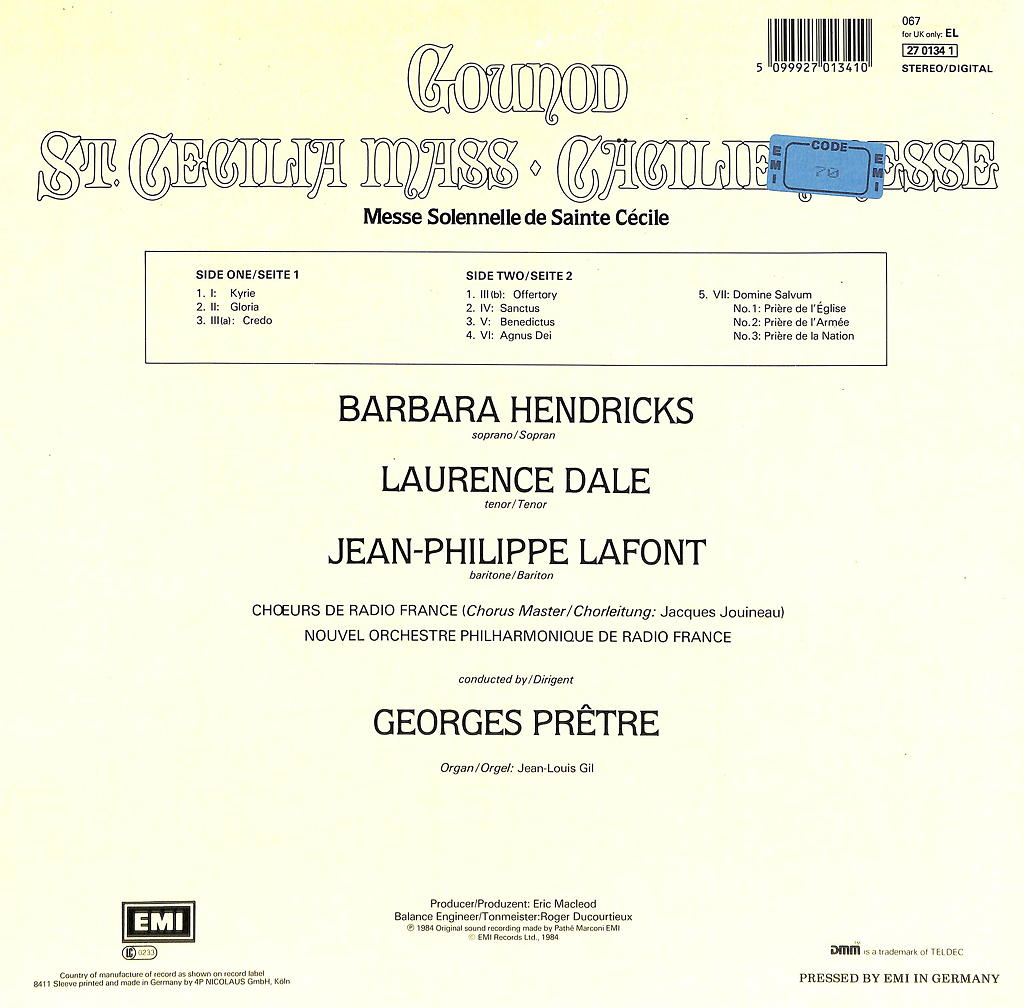 067
for UK only: EL
27 0134 1
STEREO/DIGITAL
5 099927 013410
GOUNOD
ST. CECILIA MASS ⬥ CÄCILIE ESSE
CODE
EMI 70 EMI
Messe Solennelle de Sainte Cécile
SIDE ONE/SEITE 1
1. I: Kyrie
2. II: Gloria
3. III(a): Credo
SIDE TWO/SEITE 2
1. III(b): Offertory
2. IV: Sanctus
3. V: Benedictus
4. VI: Agnus Dei
5. VII: Domine Salvum
No.1: Prière de l'Église
No.2: Prière de l'Armée
No.3: Prière de la Nation
BARBARA HENDRICKS
soprano/Sopran
LAURENCE DALE
tenor/Tenor
JEAN-PHILIPPE LAFONT
baritone/Bariton
CHŒURS DE RADIO FRANCE (Chorus Master/Chorleitung: Jacques Jouineau)
NOUVEL ORCHESTRE PHILHARMONIQUE DE RADIO FRANCE
conducted by/Dirigent
GEORGES PRÊTRE
Organ/Orgel: Jean-Louis Gil
Producer/Produzent: Eric Macleod
Balance Engineer/Tonmeister:Roger Ducourtieux
℗ 1984 Original sound recording made by Pathé Marconi EMI
© EMI Records Ltd., 1984
EMI
LC 0233
Country of manufacture of record as shown on record label
8411 Sleeve printed and made in Germany by 4P NICOLAUS GmbH, Köln
DMM™ is a trademark of TELDEC
PRESSED BY EMI IN GERMANY